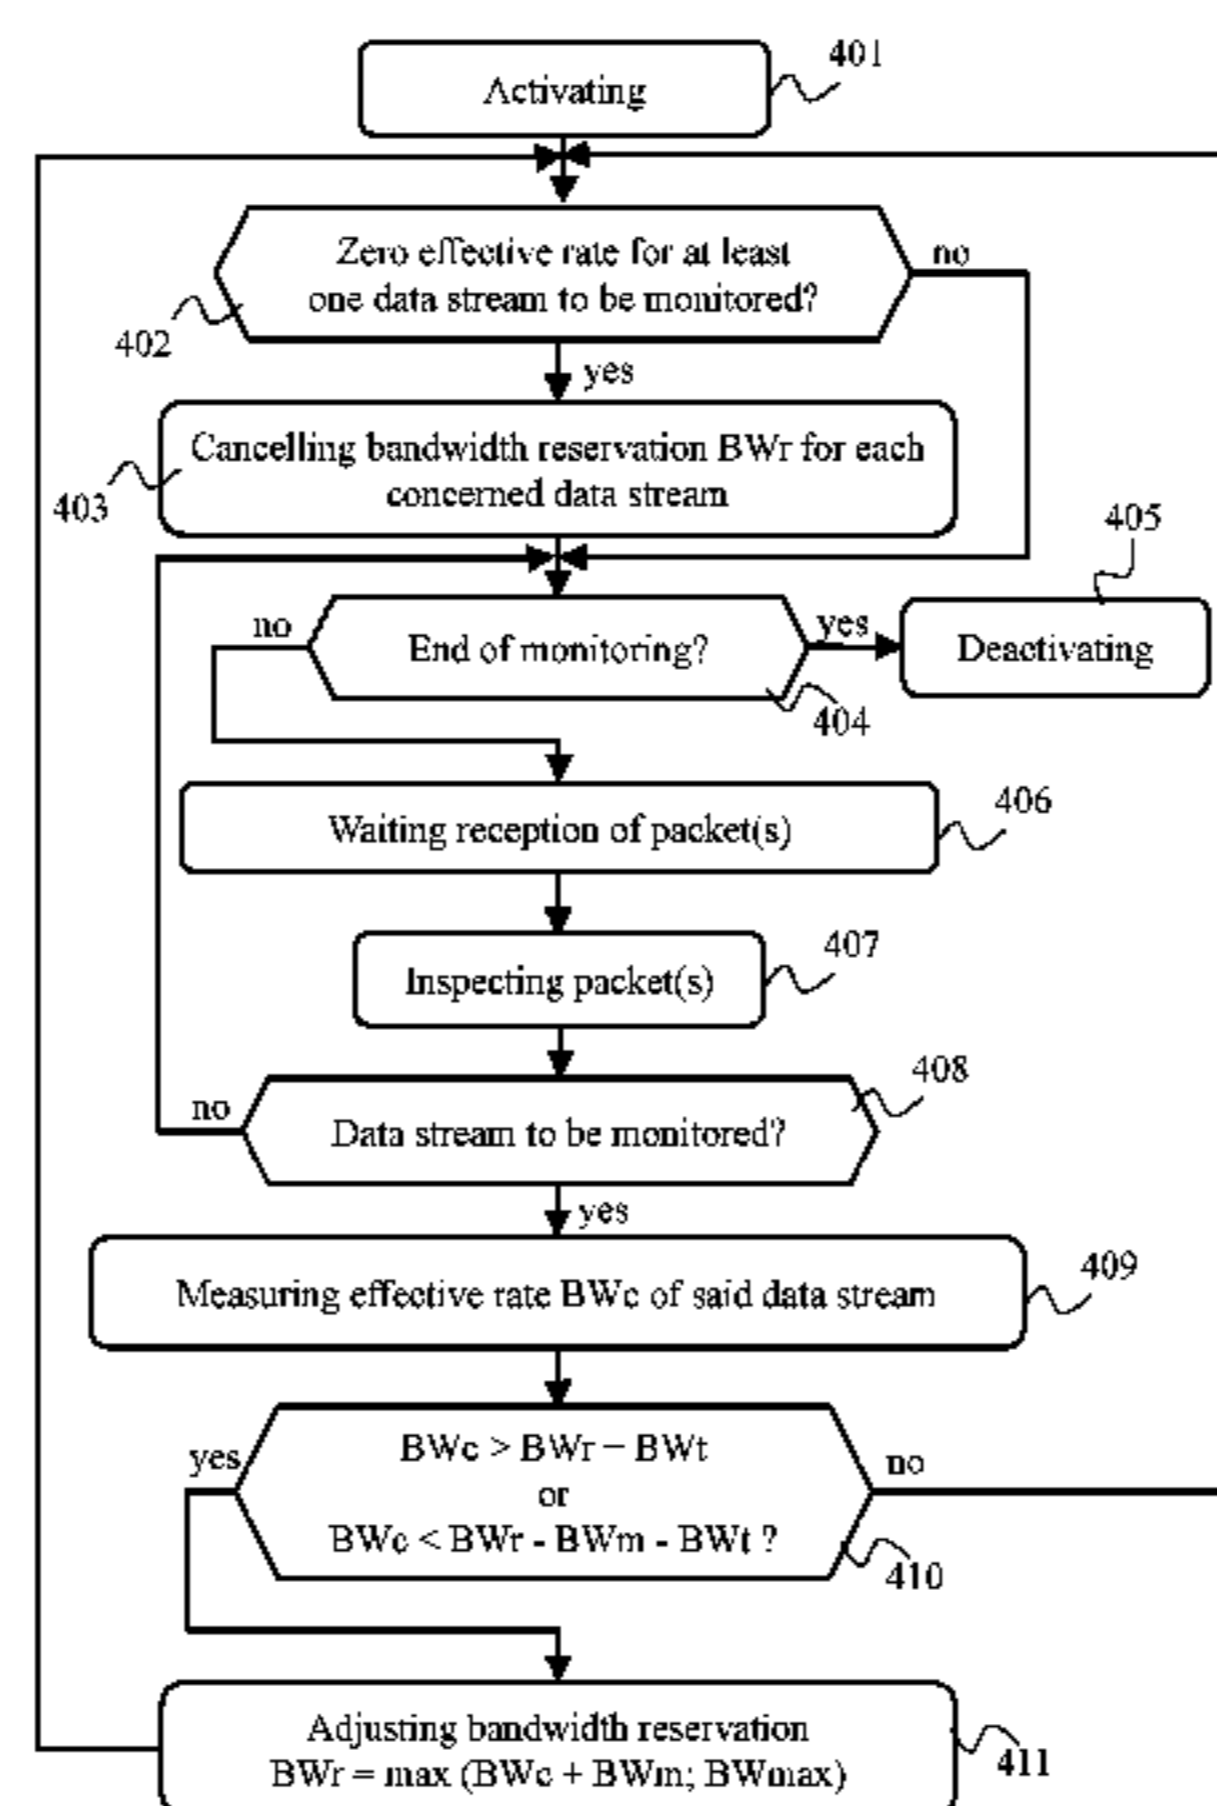 Activating
401
Zero effective rate for at least
one data stream to be monitored?
no
402
yes
Cancelling bandwidth reservation BWr for each
concerned data stream
403
405
no
End of monitoring?
yes
Deactivating
404
Waiting reception of packet(s)
406
Inspecting packet(s)
407
408
no
Data stream to be monitored?
yes
Measuring effective rate BWc of said data stream
409
yes
BWc > BWr – BWt
or
BWc < BWr - BWm - BWt ?
no
410
Adjusting bandwidth reservation
BWr = max (BWc + BWm; BWmax)
411